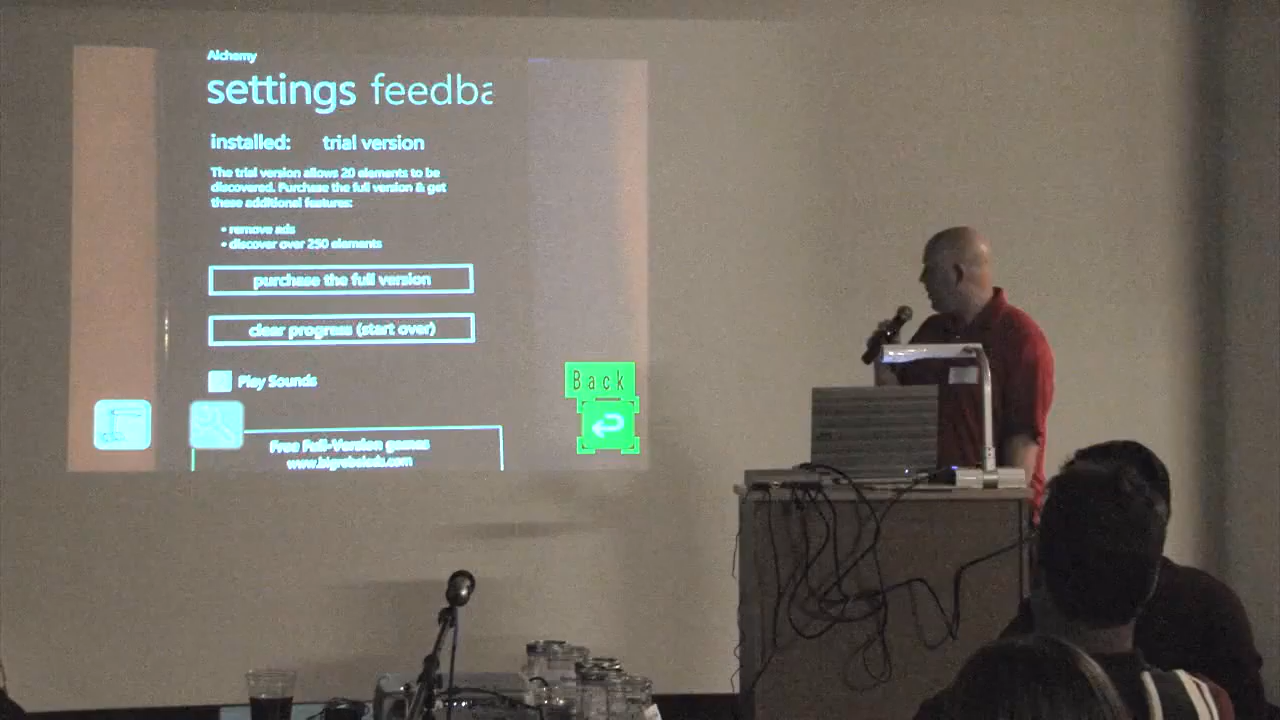 Alchemy
settings feedba
installed: trial version
The trial version allows 20 elements to be
discovered. Purchase the full version & get
these additional features:
• remove ads
• discover over 250 elements
purchase the full version
clear progress (start over)
Play Sounds
Back
Free Full-Version games